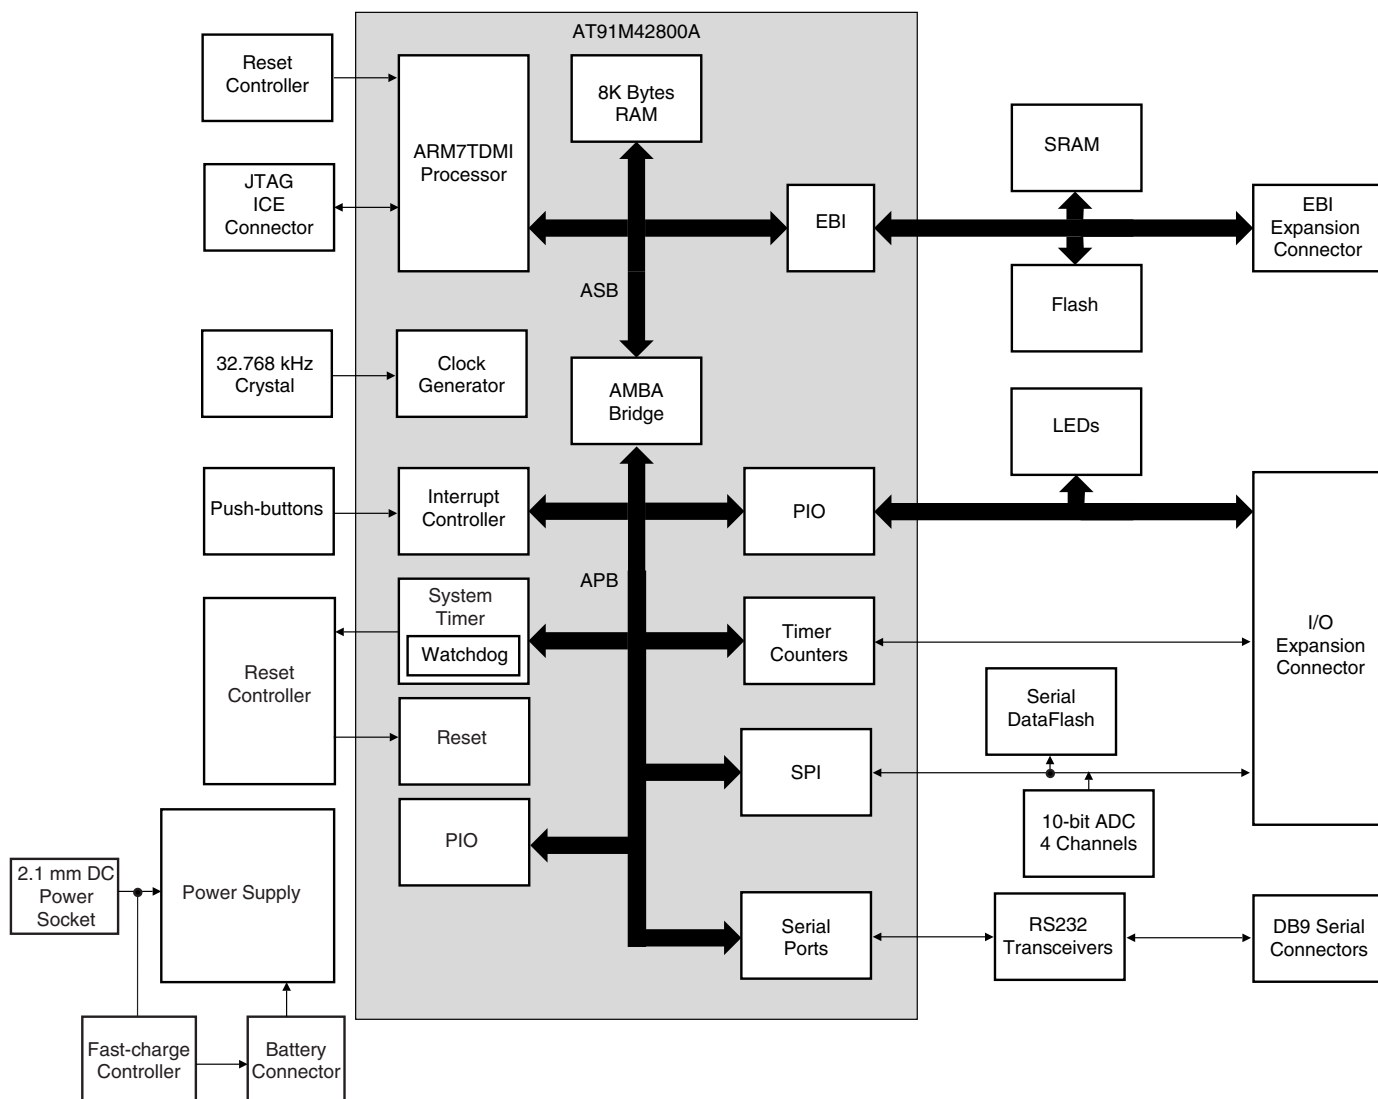 AT91M42800A
Reset
Controller
8K Bytes
RAM
ARM7TDMI
Processor
SRAM
JTAG
ICE
Connector
EBI
EBI
Expansion
Connector
ASB
Flash
32.768 kHz
Crystal
Clock
Generator
AMBA
Bridge
LEDs
Push-buttons
Interrupt
Controller
PIO
APB
System
Timer
Watchdog
Timer
Counters
I/O
Expansion
Connector
Reset
Controller
Reset
Serial
DataFlash
SPI
10-bit ADC
4 Channels
PIO
2.1 mm DC
Power
Socket
Power Supply
Serial
Ports
RS232
Transceivers
DB9 Serial
Connectors
Fast-charge
Controller
Battery
Connector